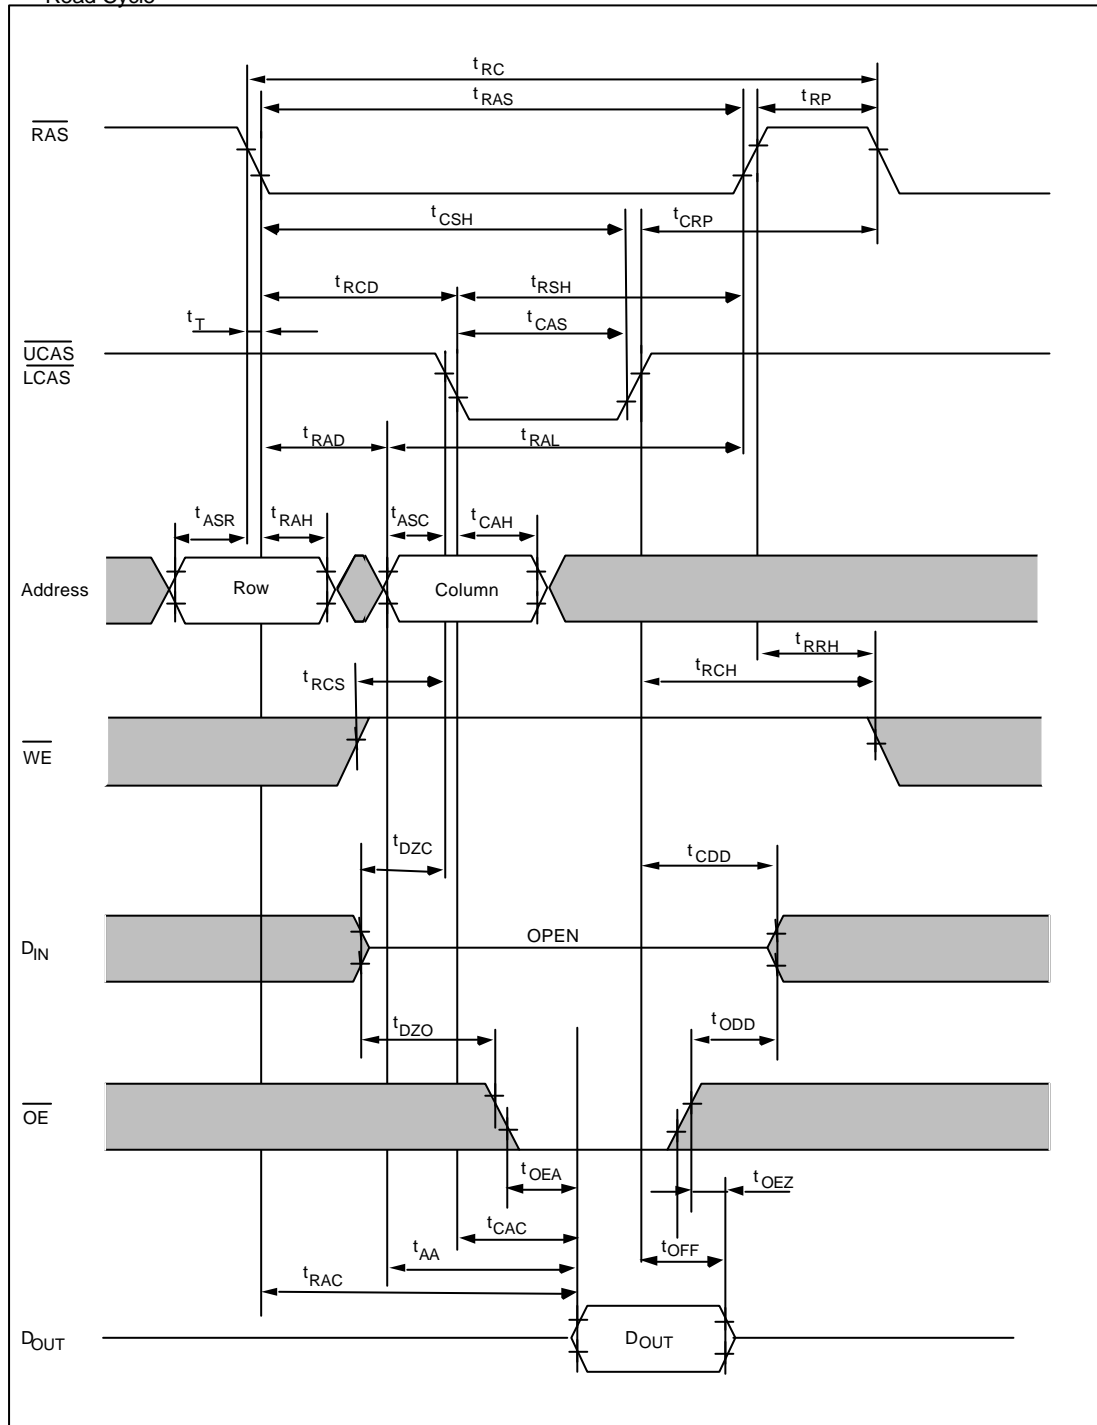 Read Cycle
tRC
tRAS
tRP
RAS
tCSH
tCRP
tRCD
tRSH
tT
tCAS
UCAS
LCAS
tRAD
tRAL
tASR
tRAH
tASC
tCAH
Address
Row
Column
tRRH
tRCH
tRCS
WE
tDZC
tCDD
DIN
OPEN
tDZO
tODD
OE
tOEA
tOEZ
tCAC
tAA
tOFF
tRAC
DOUT
DOUT